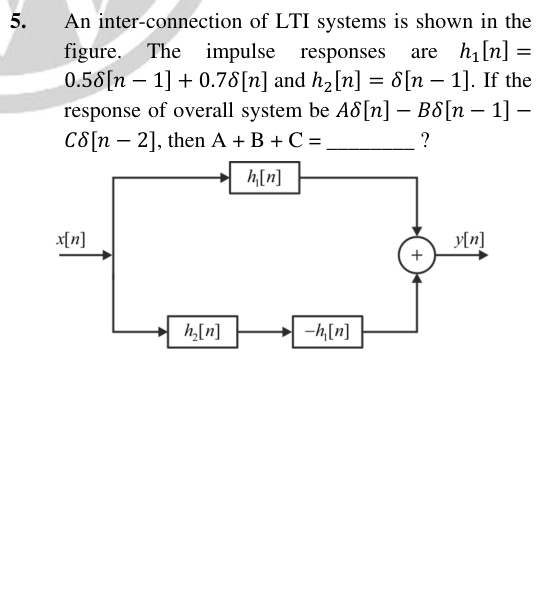 5. An inter-connection of LTI systems is shown in the
figure. The impulse responses are h₁[n] =
0.5δ[n − 1] + 0.7δ[n] and h₂[n] = δ[n − 1]. If the
response of overall system be Aδ[n] − Bδ[n − 1] −
Cδ[n − 2], then A + B + C = ________ ?
h₁[n]
x[n]
y[n]
+
h₂[n]
−h₁[n]